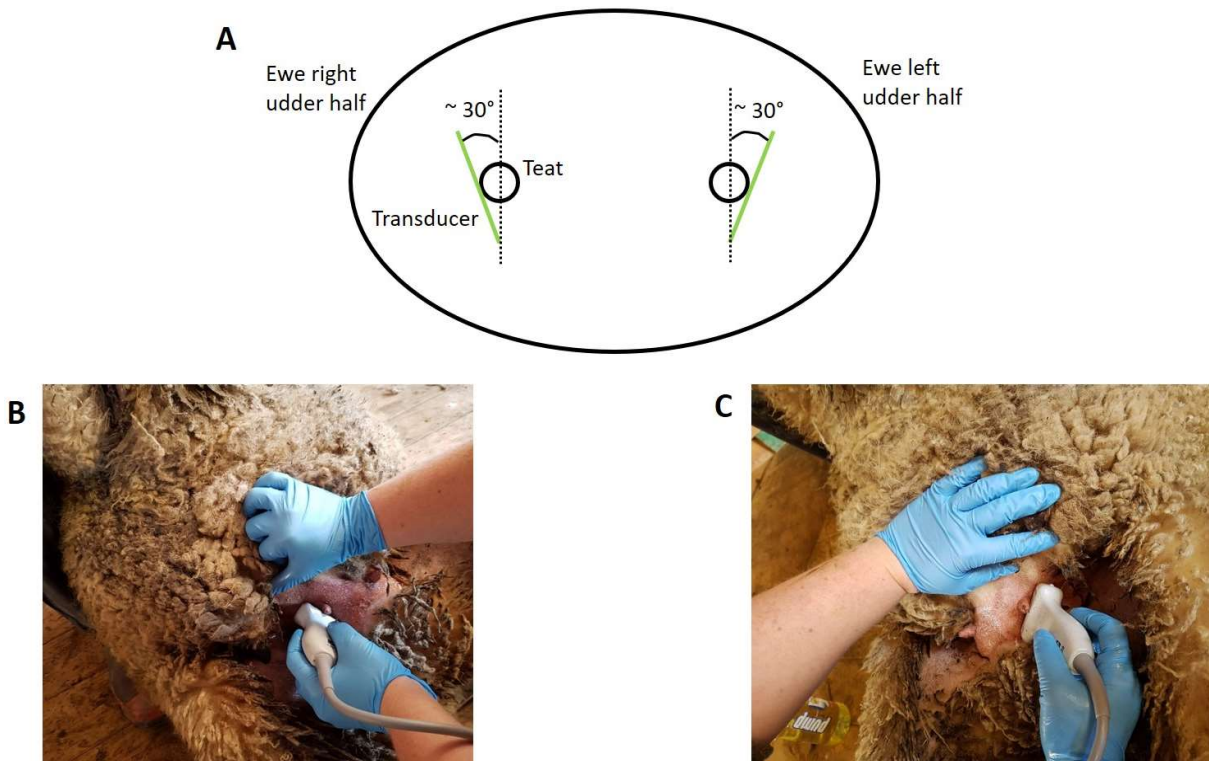 A
Ewe right
udder half
Ewe left
udder half
~ 30°
~ 30°
Teat
Transducer
B
C
pump